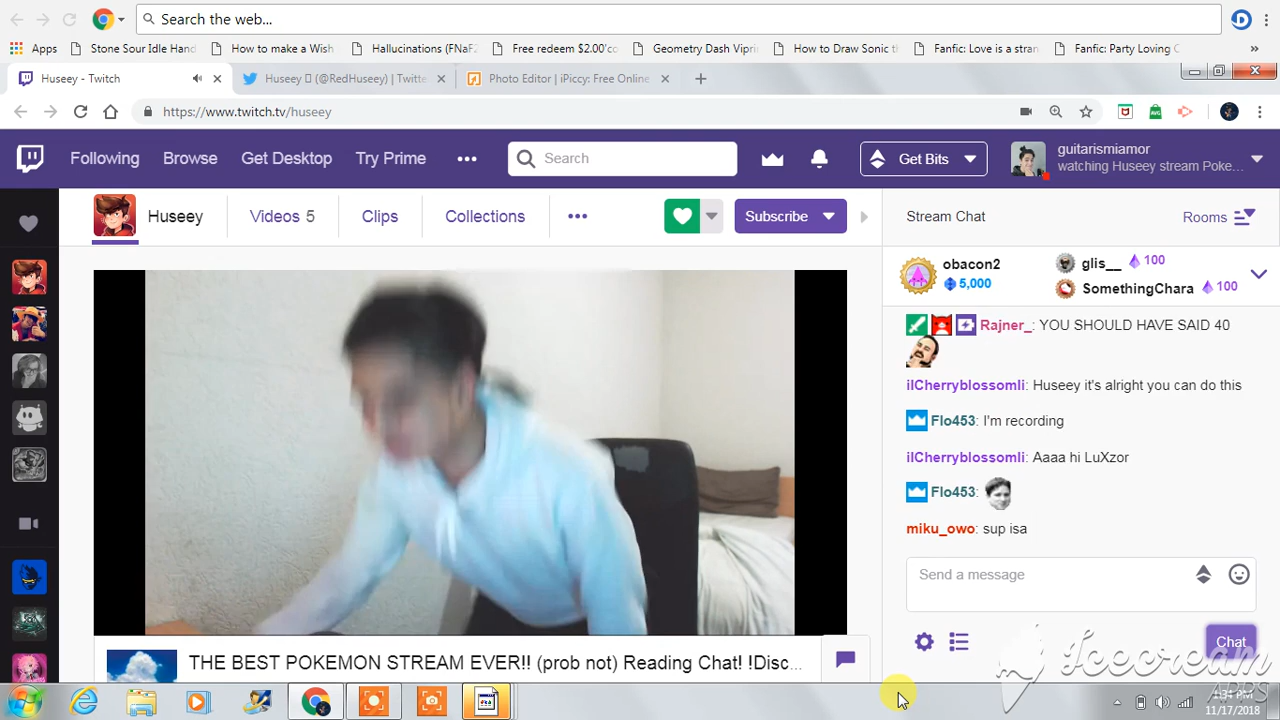 Search the web...
Apps
Stone Sour Idle Hand
How to make a Wish
Hallucinations (FNaF
Free redeem $2.00'co
Geometry Dash Vipri
How to Draw Sonic th
Fanfic: Love is a stran
Fanfic: Party Loving C
»
Huseey - Twitch
Huseey (@RedHuseey) | Twitte
Photo Editor | iPiccy: Free Online
https://www.twitch.tv/huseey
Following
Browse
Get Desktop
Try Prime
Search
Get Bits
guitarismiamor
watching Huseey stream Poke...
Huseey
Videos 5
Clips
Collections
Subscribe
Stream Chat
Rooms
obacon2
5,000
glis__ 100
SomethingChara 100
Rajner_: YOU SHOULD HAVE SAID 40
ilCherryblossomli: Huseey it's alright you can do this
Flo453: I'm recording
ilCherryblossomli: Aaaa hi LuXzor
Flo453:
miku_owo: sup isa
Send a message
Chat
THE BEST POKEMON STREAM EVER!! (prob not) Reading Chat! !Disc...
Icecream
APPS
11/17/2018